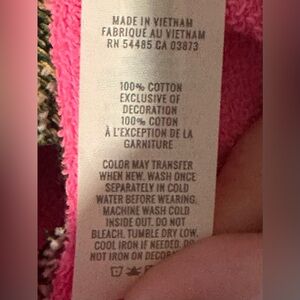 MADE IN VIETNAM
FABRIQUÉ AU VIETNAM
RN 54485 CA 03873
100% COTTON
EXCLUSIVE OF
DECORATION
100% COTON
À L'EXCEPTION DE LA
GARNITURE
COLOR MAY TRANSFER
WHEN NEW. WASH ONCE
SEPARATELY IN COLD
WATER BEFORE WEARING.
MACHINE WASH COLD
INSIDE OUT. DO NOT
BLEACH. TUMBLE DRY LOW.
COOL IRON IF NEEDED. DO
NOT IRON DECOR